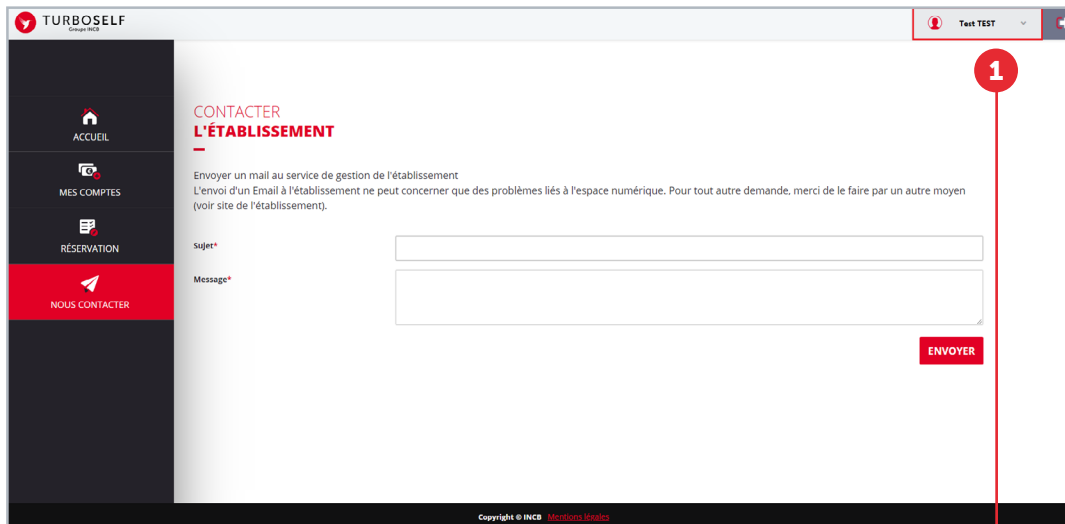 TURBOSELF
Groupe INCB
Test TEST
1
ACCUEIL
MES COMPTES
RÉSERVATION
NOUS CONTACTER
CONTACTER
L'ÉTABLISSEMENT
Envoyer un mail au service de gestion de l'établissement
L'envoi d'un Email à l'établissement ne peut concerner que des problèmes liés à l'espace numérique. Pour tout autre demande, merci de le faire par un autre moyen
(voir site de l'établissement).
Sujet*
Message*
ENVOYER
Copyright © INCB Mentions légales